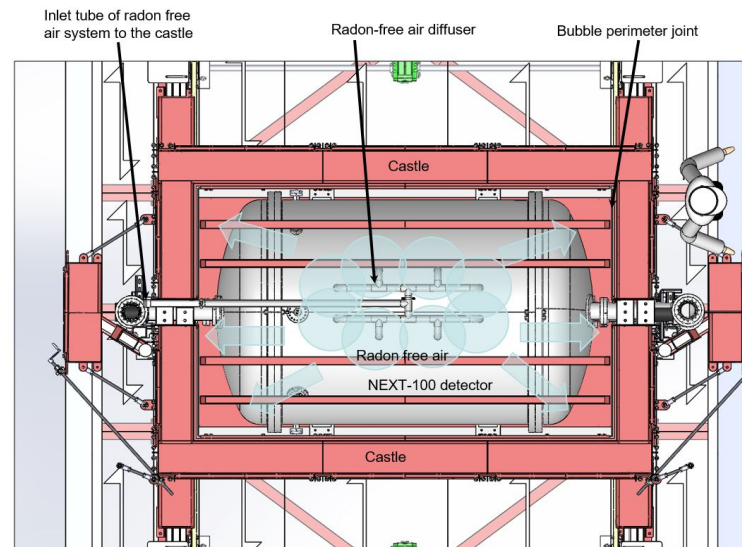 Inlet tube of radon free
air system to the castle
Radon-free air diffuser
Bubble perimeter joint
Castle
Radon free air
NEXT-100 detector
Castle